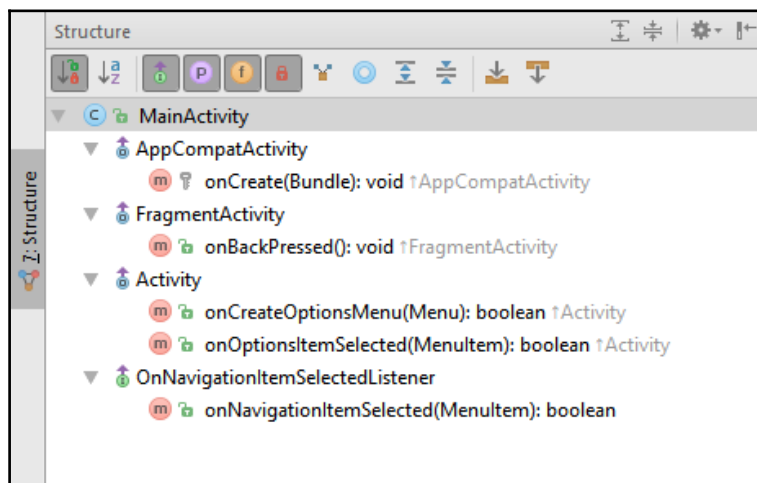 Structure
7: Structure
MainActivity
AppCompatActivity
onCreate(Bundle): void ↑AppCompatActivity
FragmentActivity
onBackPressed(): void ↑FragmentActivity
Activity
onCreateOptionsMenu(Menu): boolean ↑Activity
onOptionsItemSelected(MenuItem): boolean ↑Activity
OnNavigationItemSelectedListener
onNavigationItemSelected(MenuItem): boolean